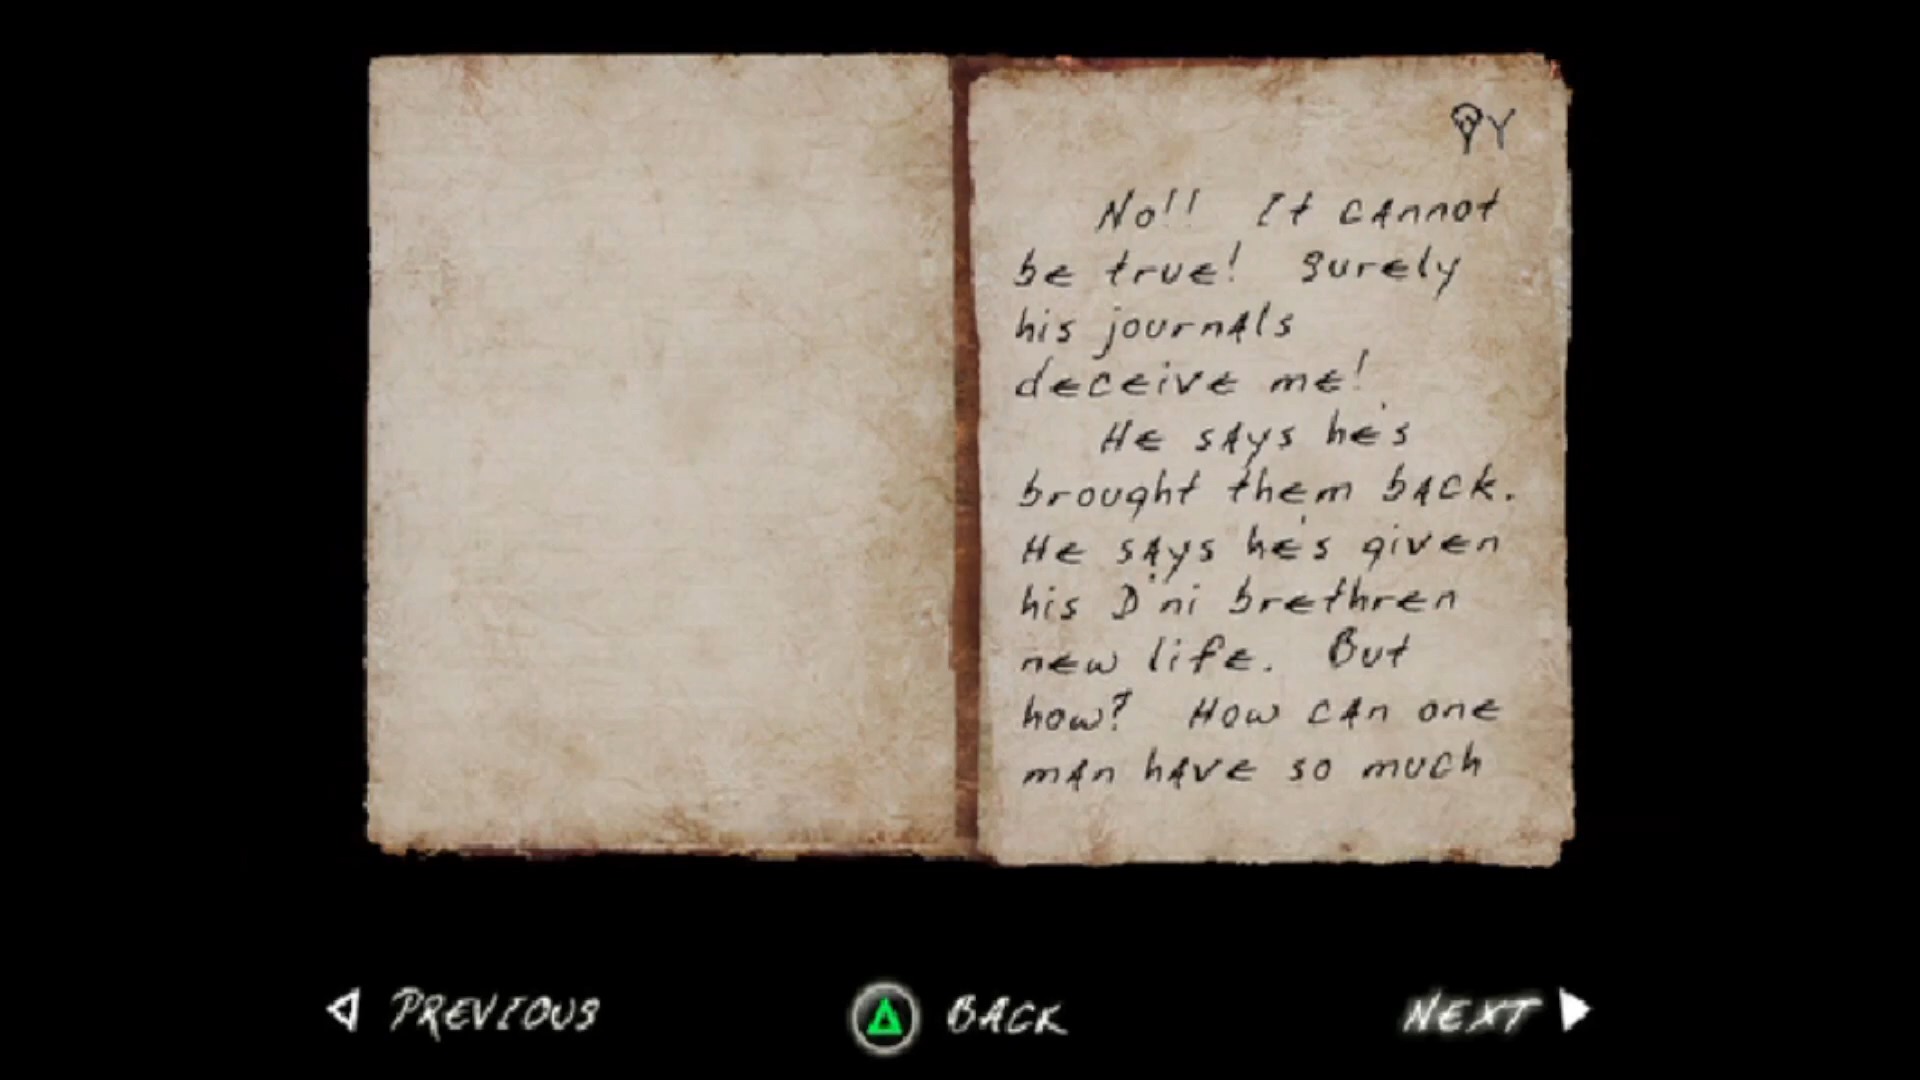 No!! It cannot
be true! Surely
his journals
deceive me!
He says he's
brought them back.
He says he's given
his D'ni brethren
new life. But
how? How can one
man have so much
PREVIOUS
BACK
NEXT